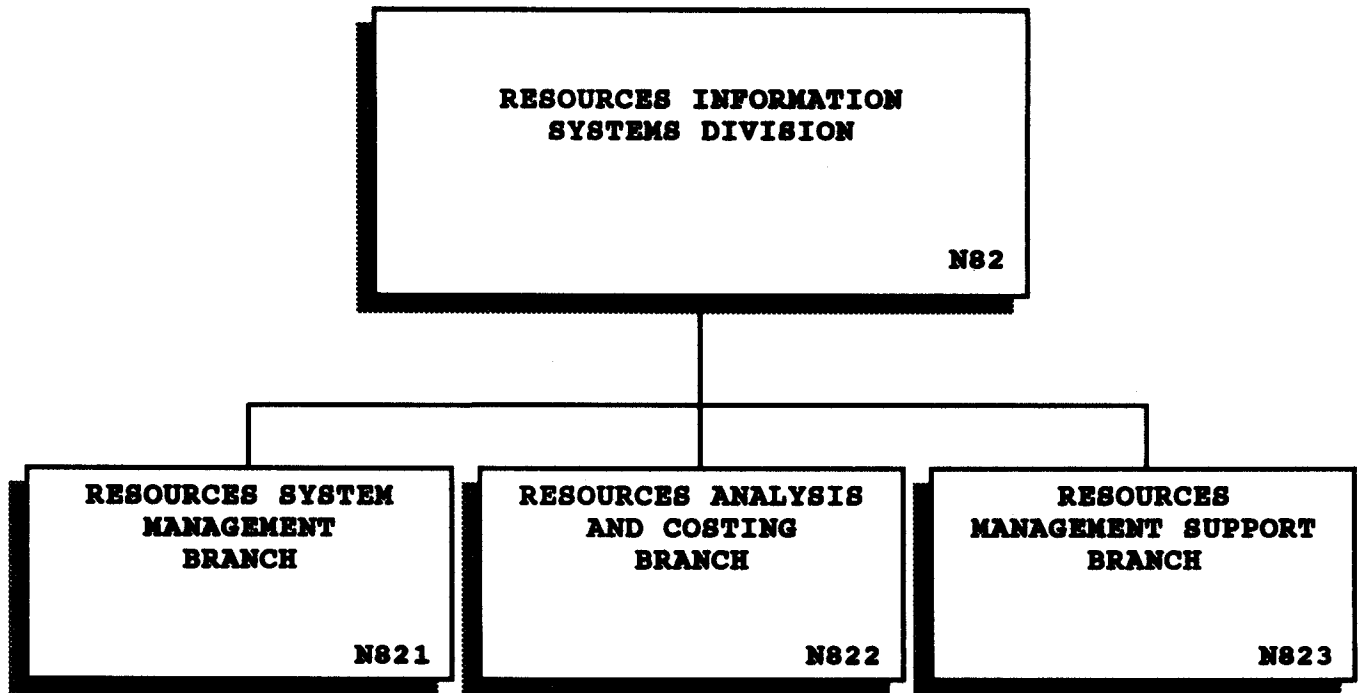 RESOURCES INFORMATION
SYSTEMS DIVISION
N82
RESOURCES SYSTEM
MANAGEMENT
BRANCH
N821
RESOURCES ANALYSIS
AND COSTING
BRANCH
N822
RESOURCES
MANAGEMENT SUPPORT
BRANCH
N823